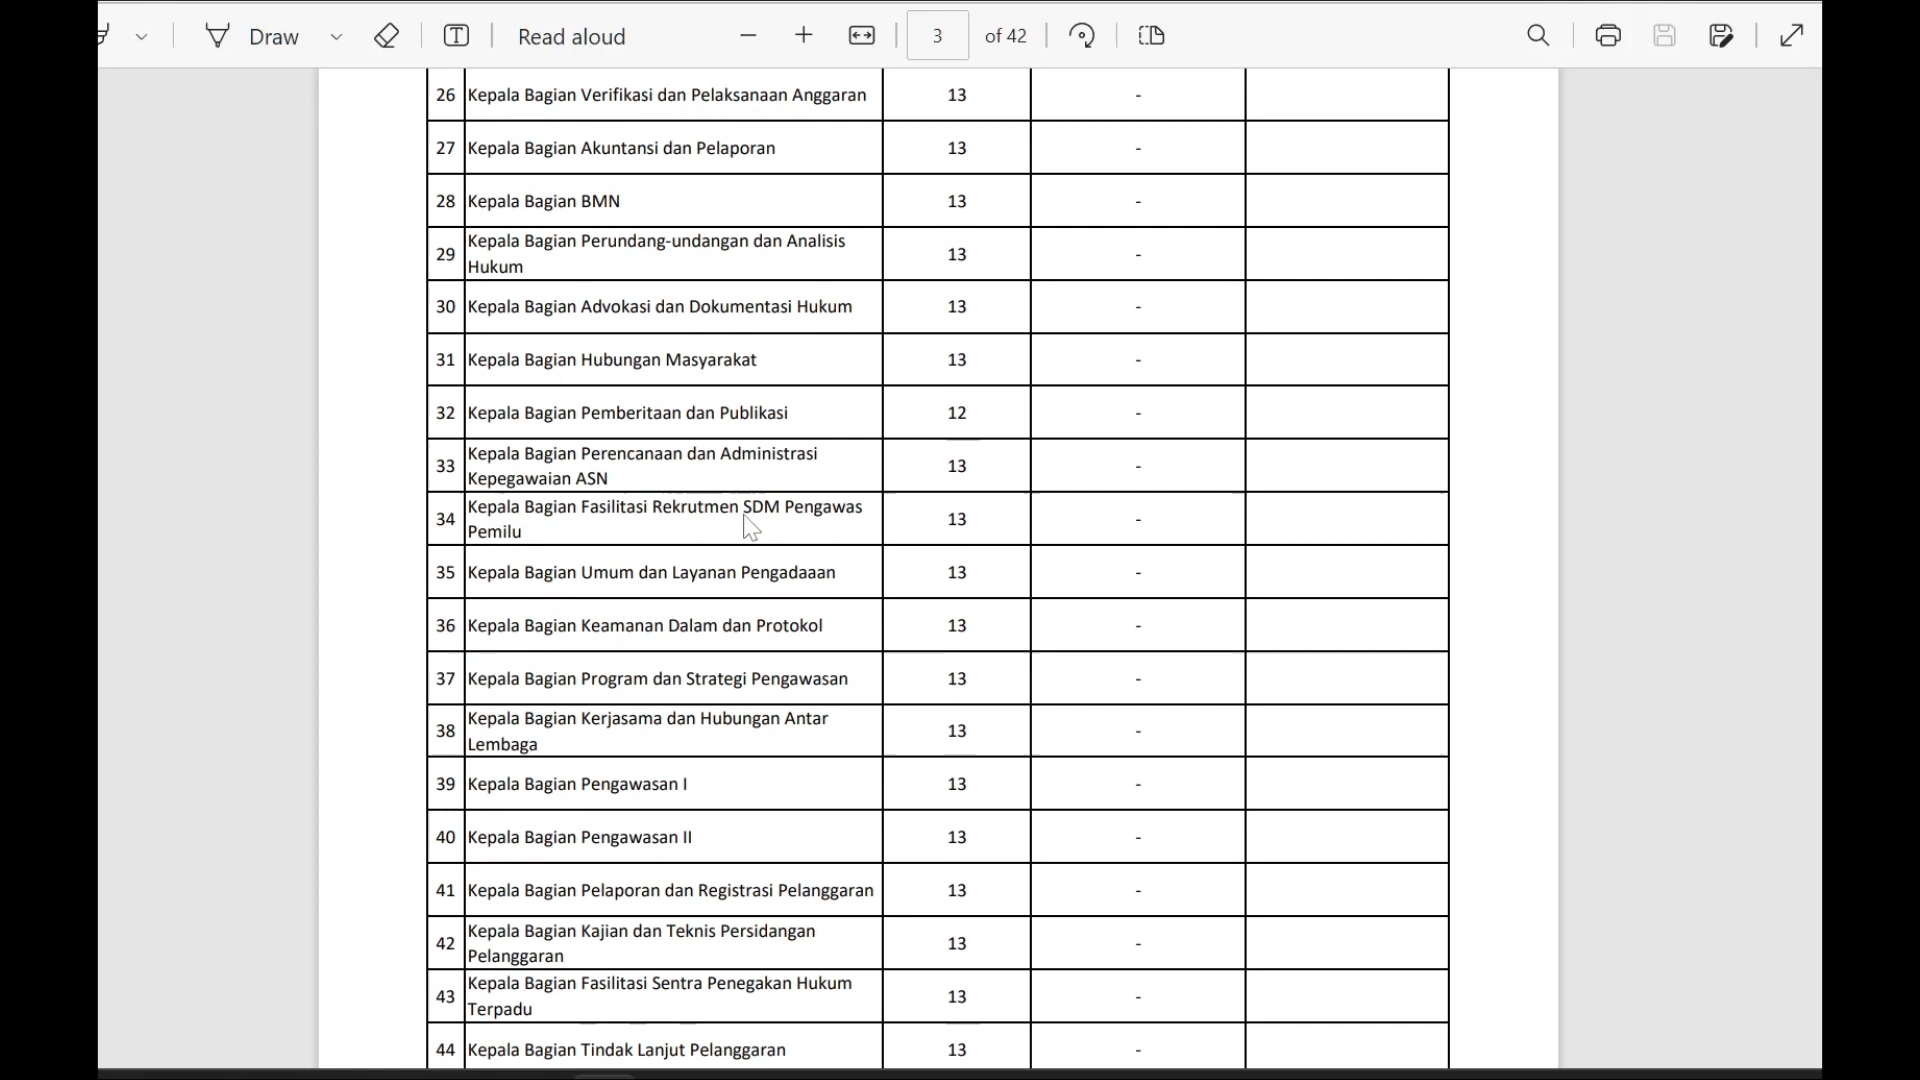 Draw
Read aloud
3 of 42
26 Kepala Bagian Verifikasi dan Pelaksanaan Anggaran 13 -
27 Kepala Bagian Akuntansi dan Pelaporan 13 -
28 Kepala Bagian BMN 13 -
29 Kepala Bagian Perundang-undangan dan Analisis
Hukum 13 -
30 Kepala Bagian Advokasi dan Dokumentasi Hukum 13 -
31 Kepala Bagian Hubungan Masyarakat 13 -
32 Kepala Bagian Pemberitaan dan Publikasi 12 -
33 Kepala Bagian Perencanaan dan Administrasi
Kepegawaian ASN 13 -
34 Kepala Bagian Fasilitasi Rekrutmen SDM Pengawas
Pemilu 13 -
35 Kepala Bagian Umum dan Layanan Pengadaaan 13 -
36 Kepala Bagian Keamanan Dalam dan Protokol 13 -
37 Kepala Bagian Program dan Strategi Pengawasan 13 -
38 Kepala Bagian Kerjasama dan Hubungan Antar
Lembaga 13 -
39 Kepala Bagian Pengawasan I 13 -
40 Kepala Bagian Pengawasan II 13 -
41 Kepala Bagian Pelaporan dan Registrasi Pelanggaran 13 -
42 Kepala Bagian Kajian dan Teknis Persidangan
Pelanggaran 13 -
43 Kepala Bagian Fasilitasi Sentra Penegakan Hukum
Terpadu 13 -
44 Kepala Bagian Tindak Lanjut Pelanggaran 13 -